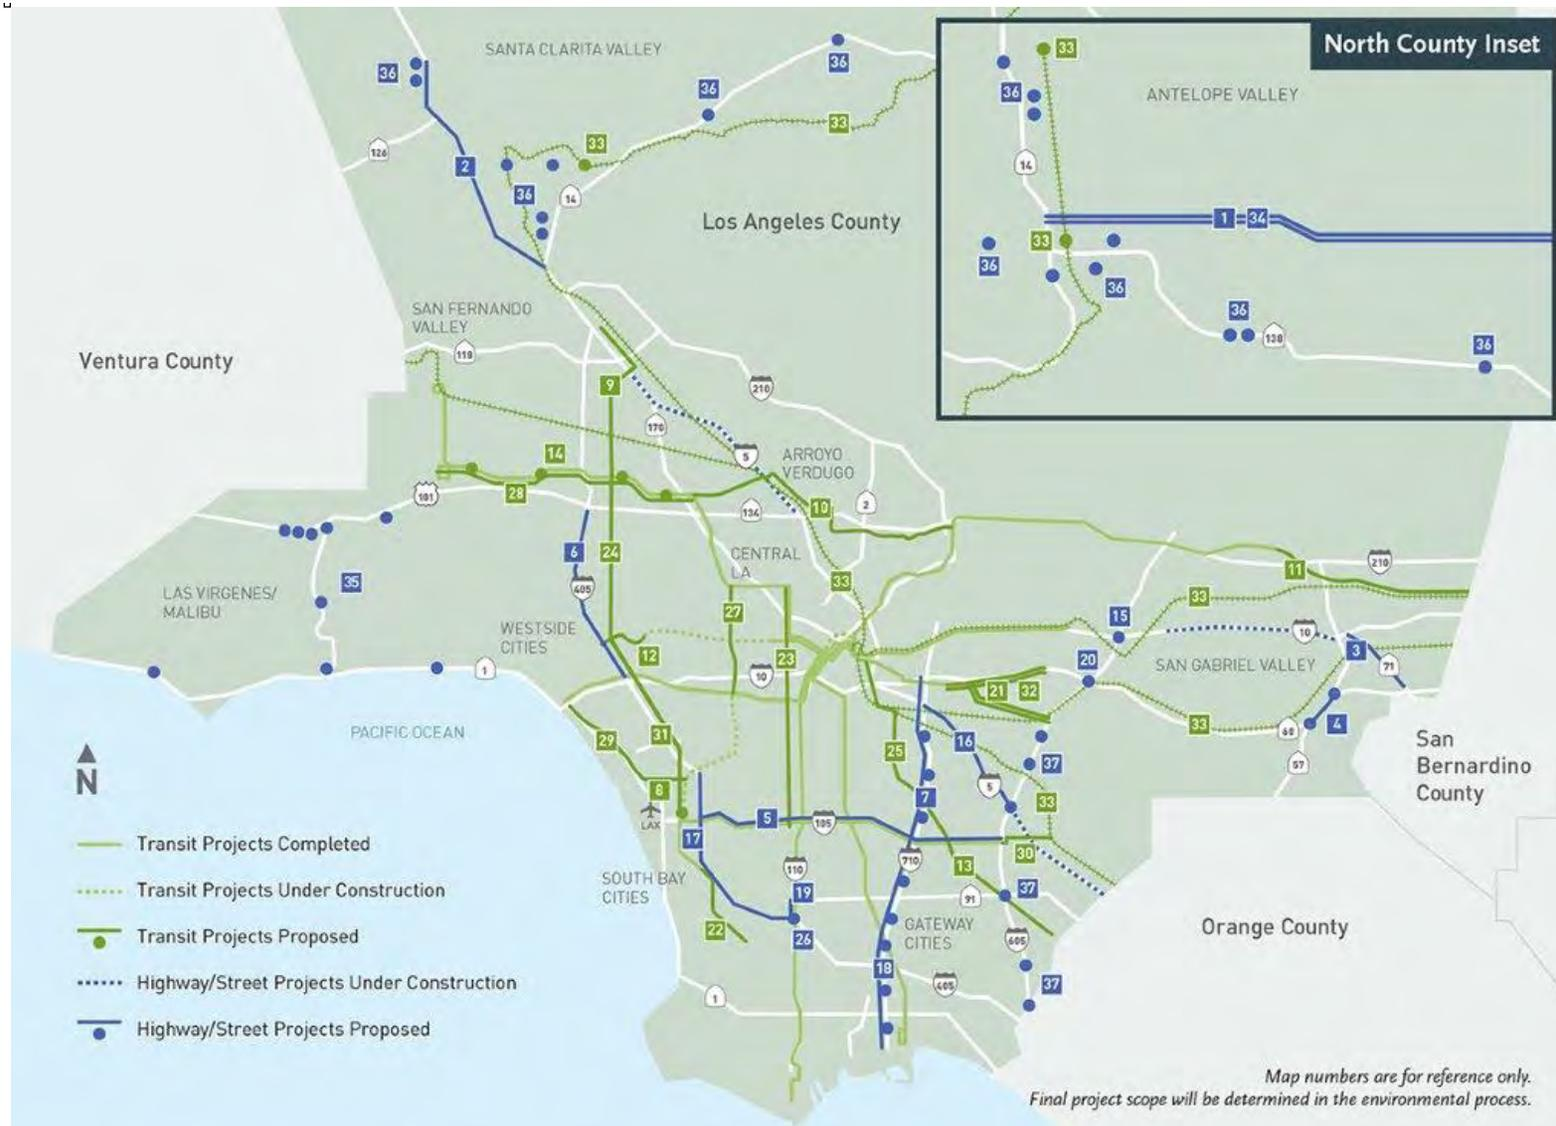 SANTA CLARITA VALLEY
North County Inset
33
36
36
36
36
ANTELOPE VALLEY
33
33
126
2
14
36
14
Los Angeles County
1
34
33
36
36
SAN FERNANDO
VALLEY
36
138
36
118
Ventura County
9
210
170
5
ARROYO
VERDUGO
14
101
28
134
10
2
6
24
CENTRAL
LA
405
35
33
11
210
LAS VIRGENES/
MALIBU
27
33
WESTSIDE
CITIES
15
10
12
23
3
20
SAN GABRIEL VALLEY
71
1
10
21
32
33
4
60
PACIFIC OCEAN
29
31
16
25
37
San
Bernardino
County
57
N
8
5
7
33
LAX
5
105
17
Transit Projects Completed
30
710
13
110
Transit Projects Under Construction
SOUTH BAY
CITIES
19
37
91
22
26
GATEWAY
CITIES
605
Orange County
Transit Projects Proposed
18
405
37
Highway/Street Projects Under Construction
1
Highway/Street Projects Proposed
Map numbers are for reference only.
Final project scope will be determined in the environmental process.